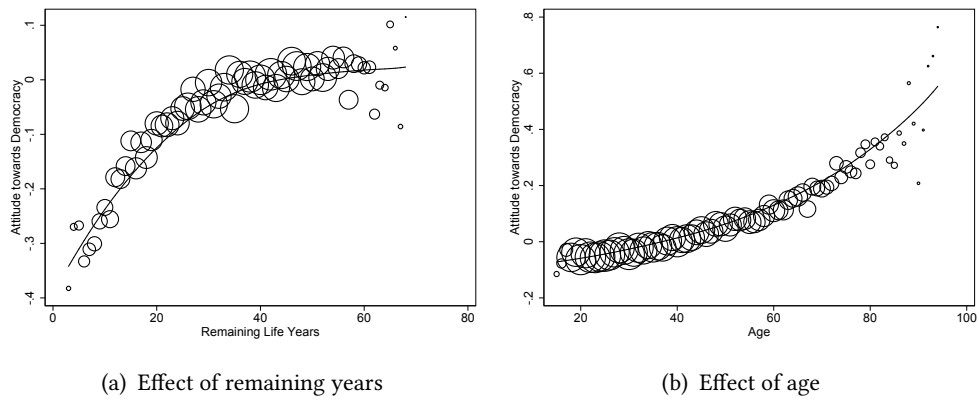 Attitude towards Democracy
.1
0
-.1
-.2
-.3
-.4
0 20 40 60 80
Remaining Life Years
(a) Effect of remaining years
Attitude towards Democracy
.8
.6
.4
.2
0
-.2
20 40 60 80 100
Age
(b) Effect of age